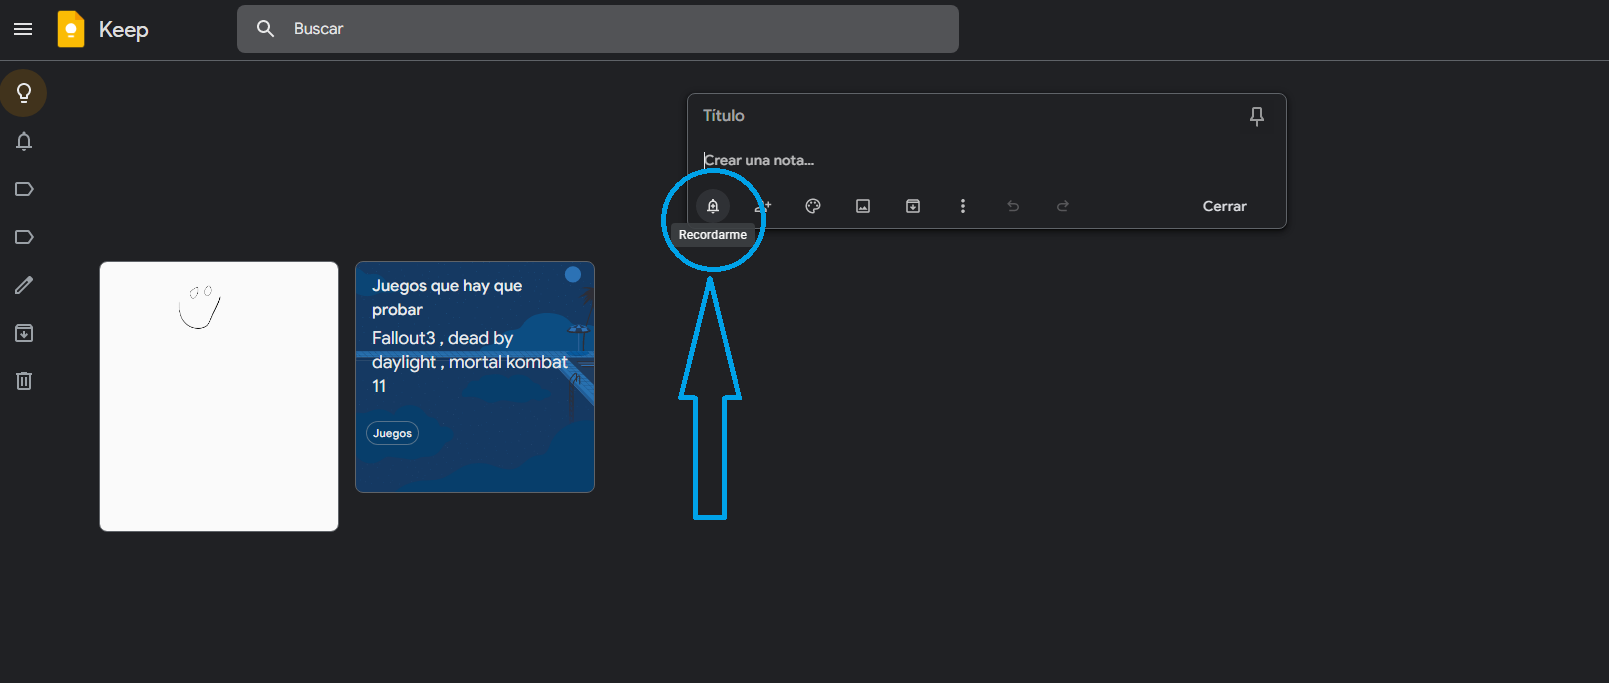 Keep
Buscar
Título
Crear una nota...
Cerrar
Recordarme
Juegos que hay que
probar
Fallout3 , dead by
daylight , mortal kombat
11
Juegos